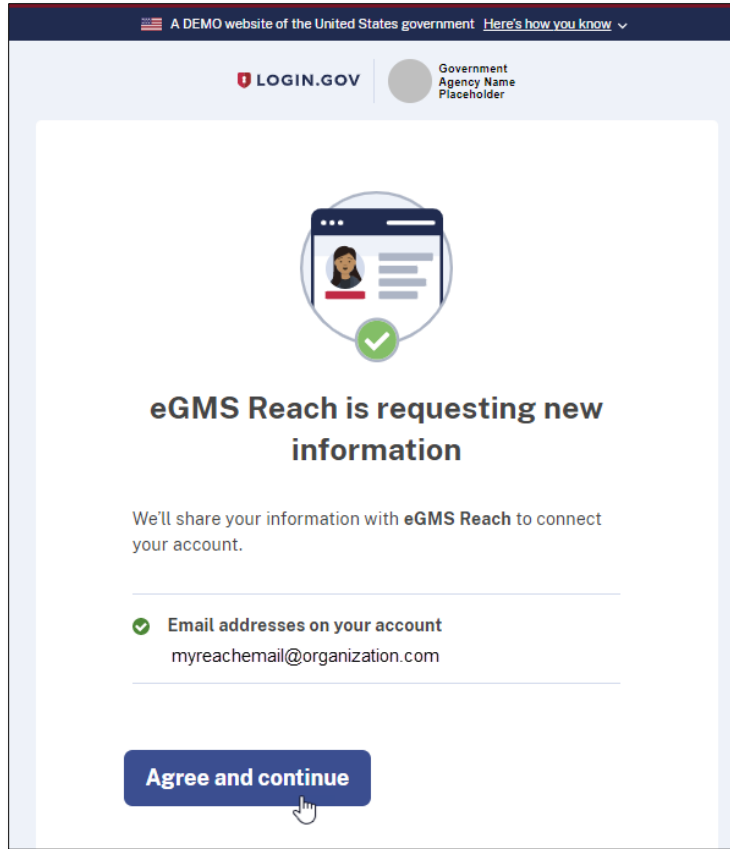 A DEMO website of the United States government Here's how you know
LOGIN.GOV
Government
Agency Name
Placeholder
eGMS Reach is requesting new
information
We'll share your information with eGMS Reach to connect
your account.
Email addresses on your account
myreachemail@organization.com
Agree and continue